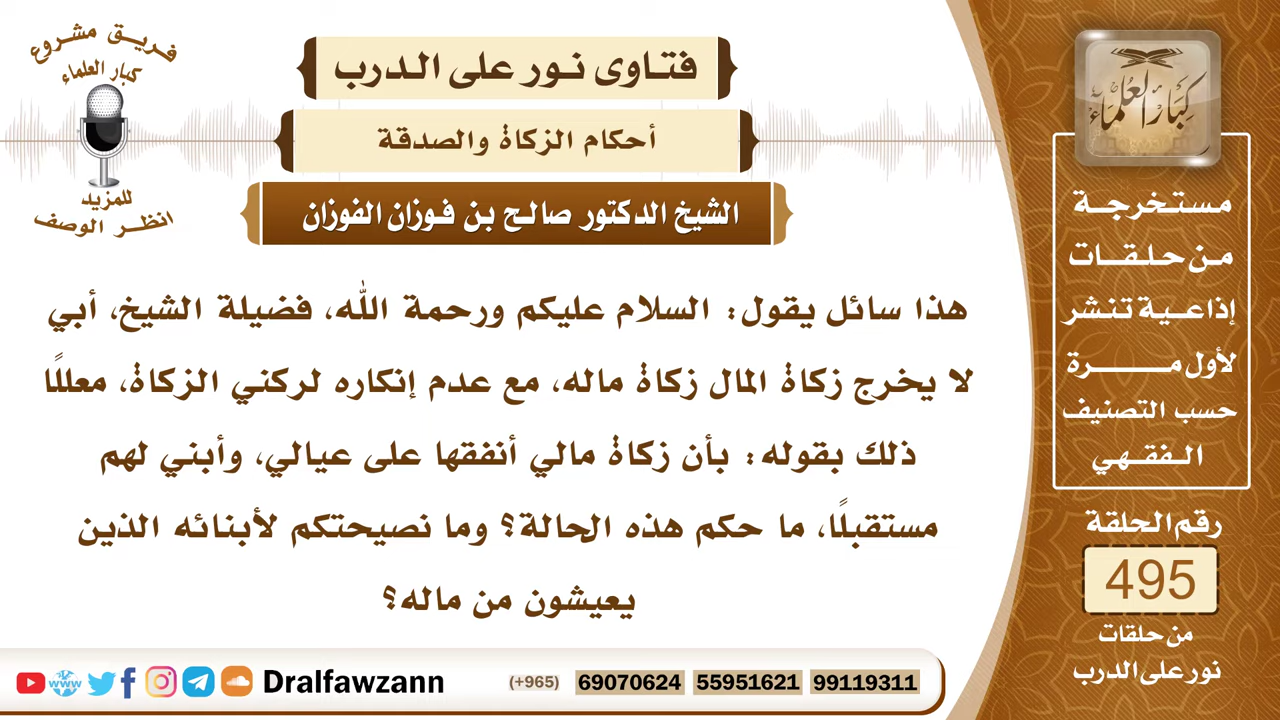 فريق مشروع
كبار العلماء
للمزيد
انظر الوصف
فتاوى نور على الدرب
أحكام الزكاة والصدقة
الشيخ الدكتور صالح بن فوزان الفوزان
هذا سائل يقول: السلام عليكم ورحمة الله، فضيلة الشيخ، أبي
لا يخرج زكاة المال زكاة ماله، مع عدم إنكاره لركني الزكاة، معللًا
ذلك بقوله: بأن زكاة مالي أنفقها على عيالي، وأبني لهم
مستقبلًا، ما حكم هذه الحالة؟ وما نصيحتكم لأبنائه الذين
يعيشون من ماله؟
كبار العلماء
مستخرجة
من حلقات
إذاعية تنشر
لأول مرة
حسب التصنيف
الفقهي
رقم الحلقة
495
من حلقات
نور على الدرب
www
Dralfawzann
(+965) 69070624 55951621 99119311